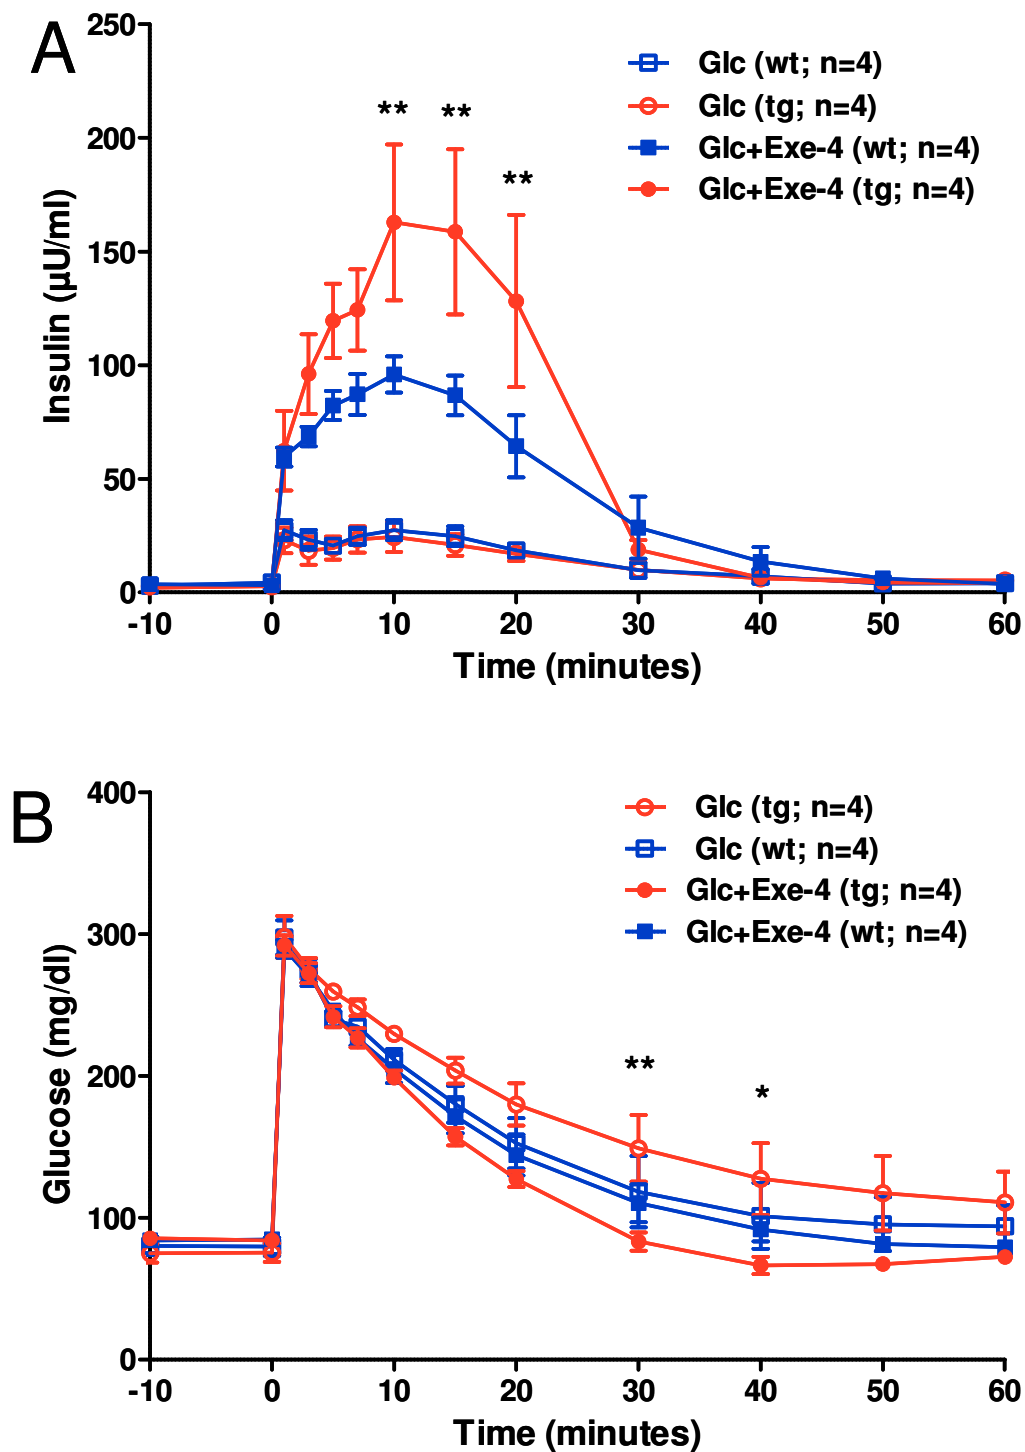 A
250
200
150
100
50
0
Insulin (µU/ml)
Glc (wt; n=4)
Glc (tg; n=4)
Glc+Exe-4 (wt; n=4)
Glc+Exe-4 (tg; n=4)
** ** **
-10 0 10 20 30 40 50 60
Time (minutes)
B
400
300
200
100
0
Glucose (mg/dl)
Glc (tg; n=4)
Glc (wt; n=4)
Glc+Exe-4 (tg; n=4)
Glc+Exe-4 (wt; n=4)
** *
-10 0 10 20 30 40 50 60
Time (minutes)